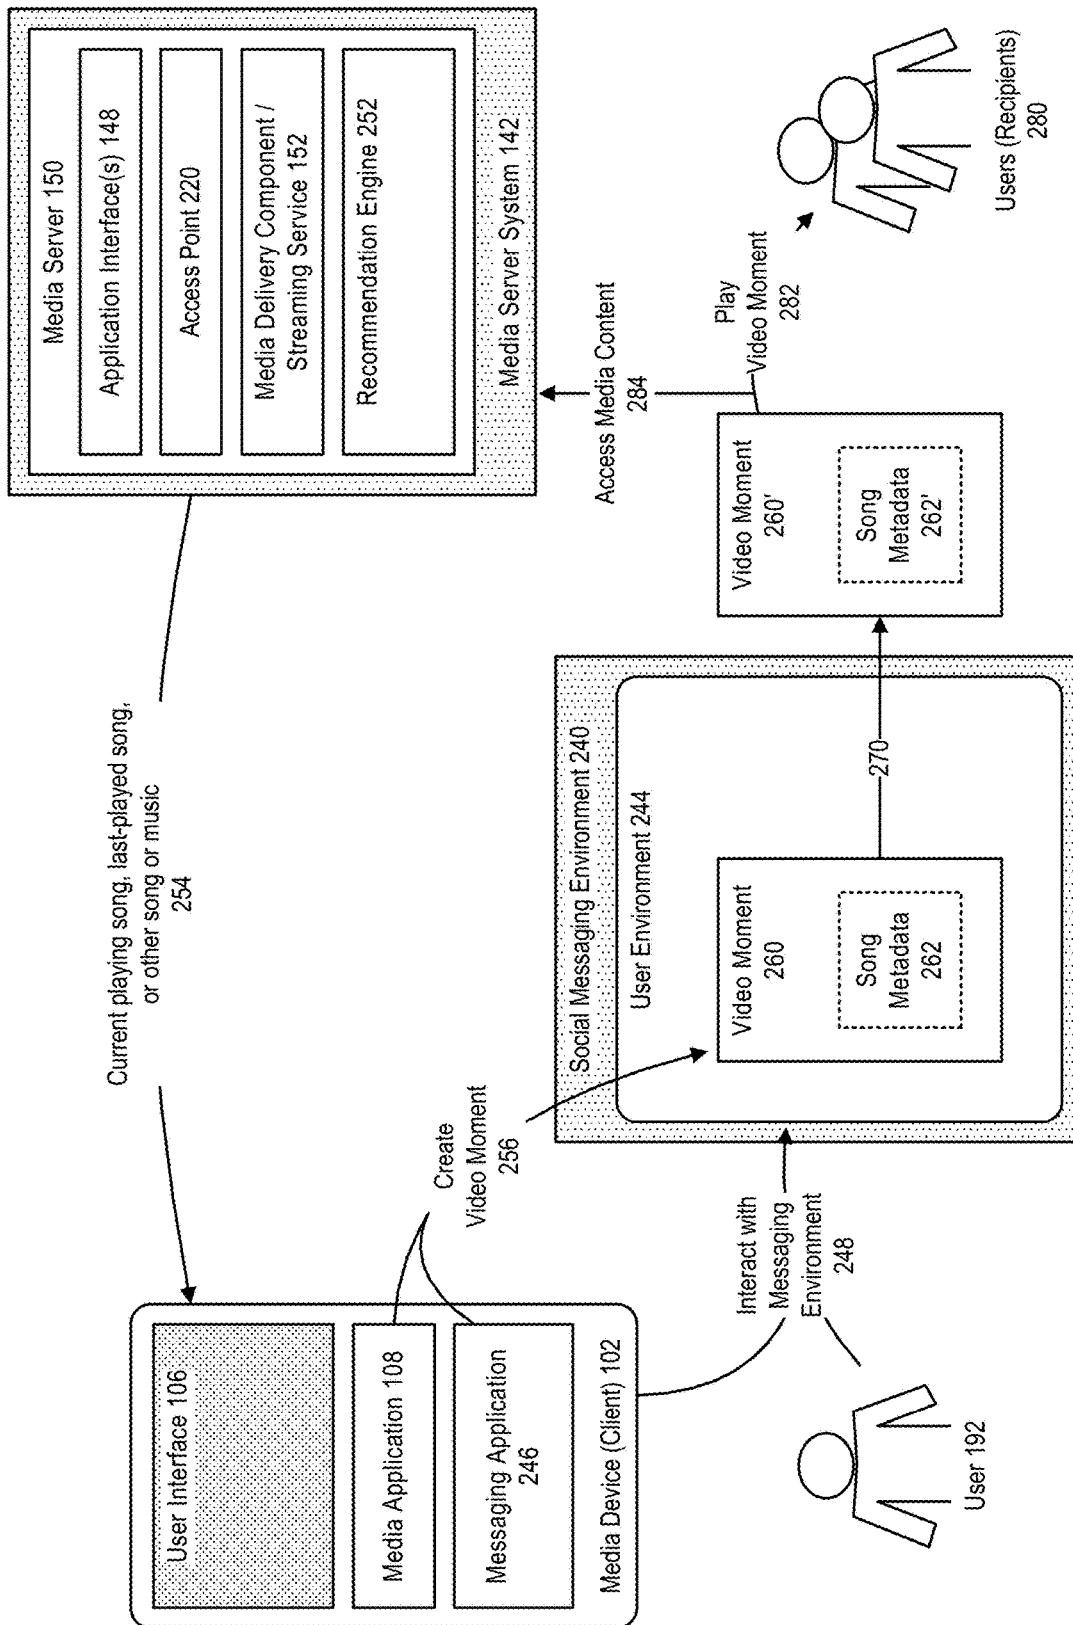 User Interface 106
Media Application 108
Messaging Application
246
Media Device (Client) 102
User 192
Current playing song, last-played song,
or other song or music
254
Create
Video Moment
256
Interact with
Messaging
Environment
248
Social Messaging Environment 240
User Environment 244
Video Moment
260
Song
Metadata
262
270
Media Server 150
Application Interface(s) 148
Access Point 220
Media Delivery Component /
Streaming Service 152
Recommendation Engine 252
Media Server System 142
Access Media Content
284
Video Moment
260'
Song
Metadata
262'
Play
Video Moment
282
Users (Recipients)
280